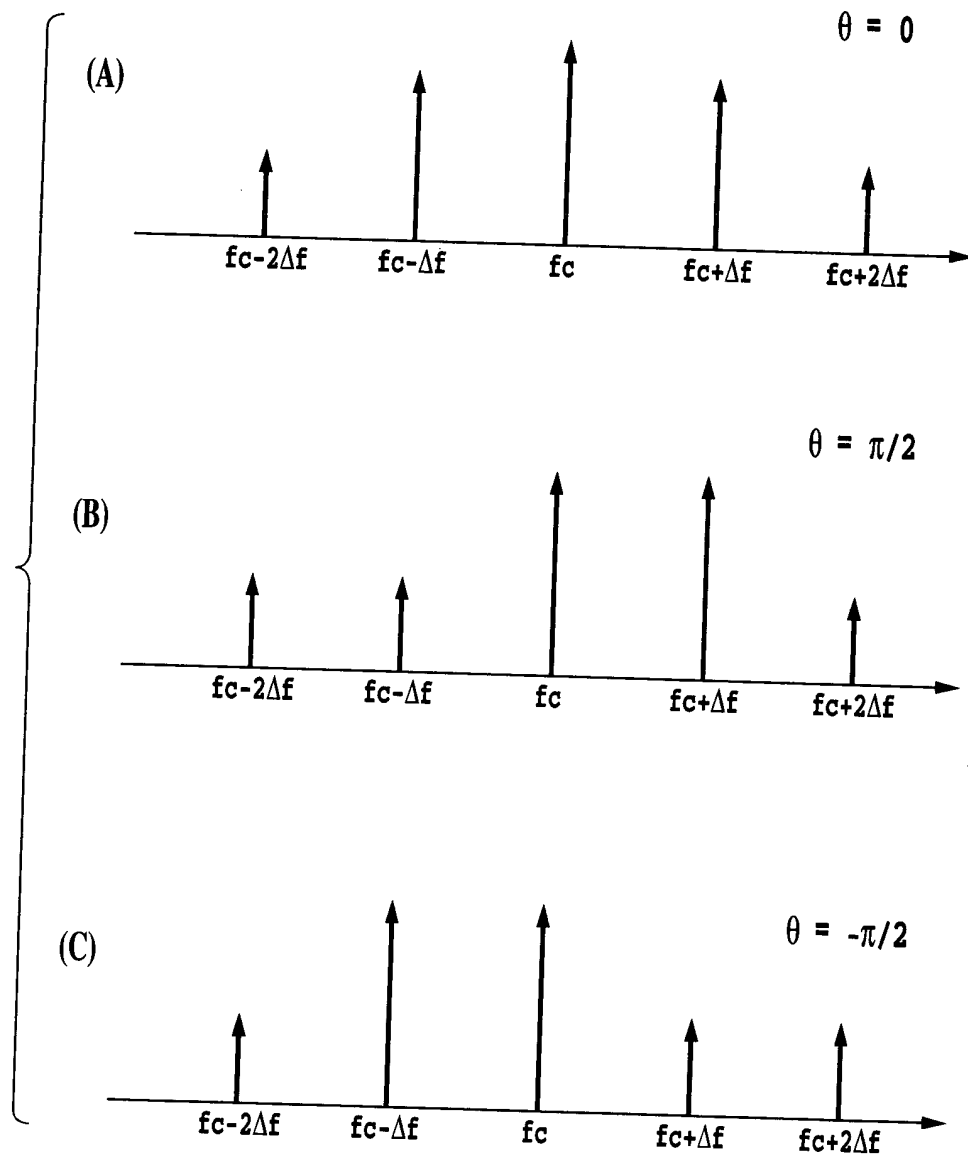 θ = 0
(A)
fc-2Δf fc-Δf fc fc+Δf fc+2Δf
θ = π/2
(B)
fc-2Δf fc-Δf fc fc+Δf fc+2Δf
θ = -π/2
(C)
fc-2Δf fc-Δf fc fc+Δf fc+2Δf